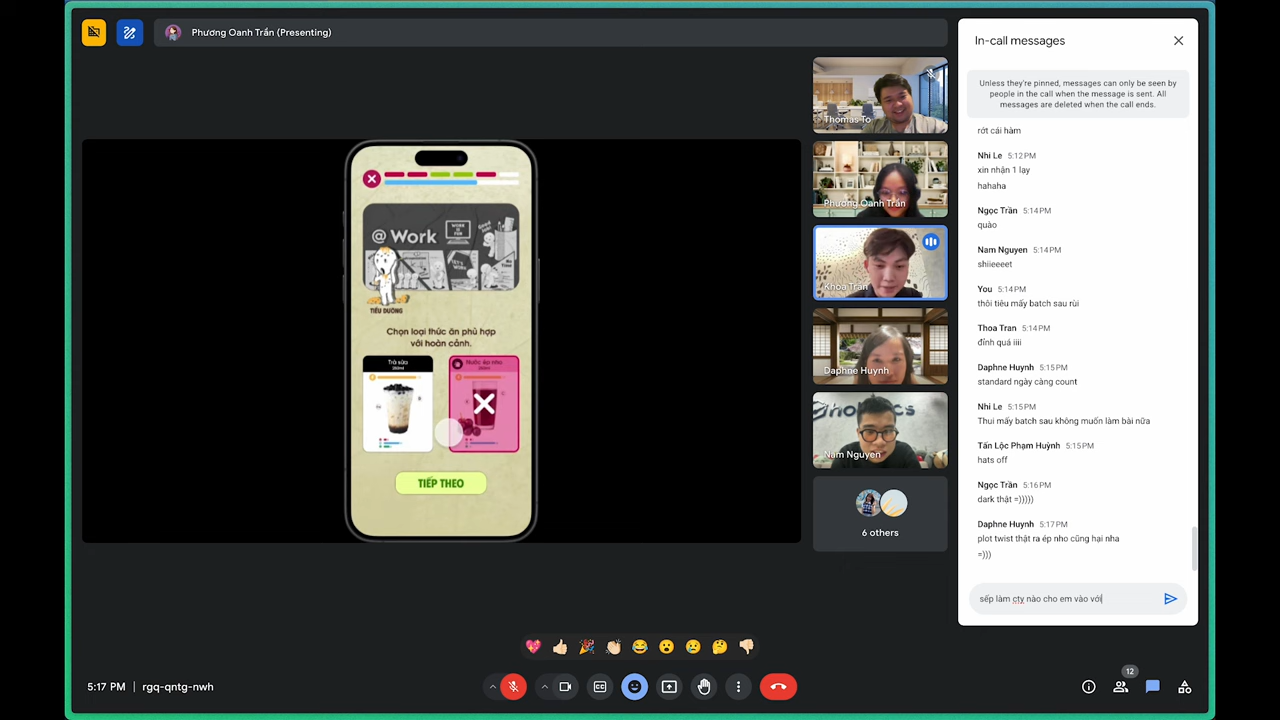 Phương Oanh Trần (Presenting)
@ Work
WORK
LET'S WORK
TIỂU ĐƯỜNG
Chọn loại thức ăn phù hợp
với hoàn cảnh.
Trà sữa
Nước ép nho
TIẾP THEO
Thomas To
Phương Oanh Trần
Khoa Trần
Daphne Huynh
Nam Nguyen
6 others
In-call messages
Unless they're pinned, messages can only be seen by
people in the call when the message is sent. All
messages are deleted when the call ends.
rớt cái hàm
Nhi Le 5:12 PM
xin nhận 1 lạy
hahaha
Ngọc Trần 5:14 PM
quào
Nam Nguyen 5:14 PM
shiieeeet
You 5:14 PM
thôi tiêu mấy batch sau rùi
Thoa Tran 5:14 PM
đỉnh quá iiii
Daphne Huynh 5:15 PM
standard ngày càng count
Nhi Le 5:15 PM
Thui mấy batch sau không muốn làm bài nữa
Tấn Lộc Phạm Huỳnh 5:15 PM
hats off
Ngọc Trần 5:16 PM
dark thật =)))))
Daphne Huynh 5:17 PM
plot twist thật ra ép nho cũng hại nha
=)))
sếp làm cty nào cho em vào với
5:17 PM | rgq-qntg-nwh
12